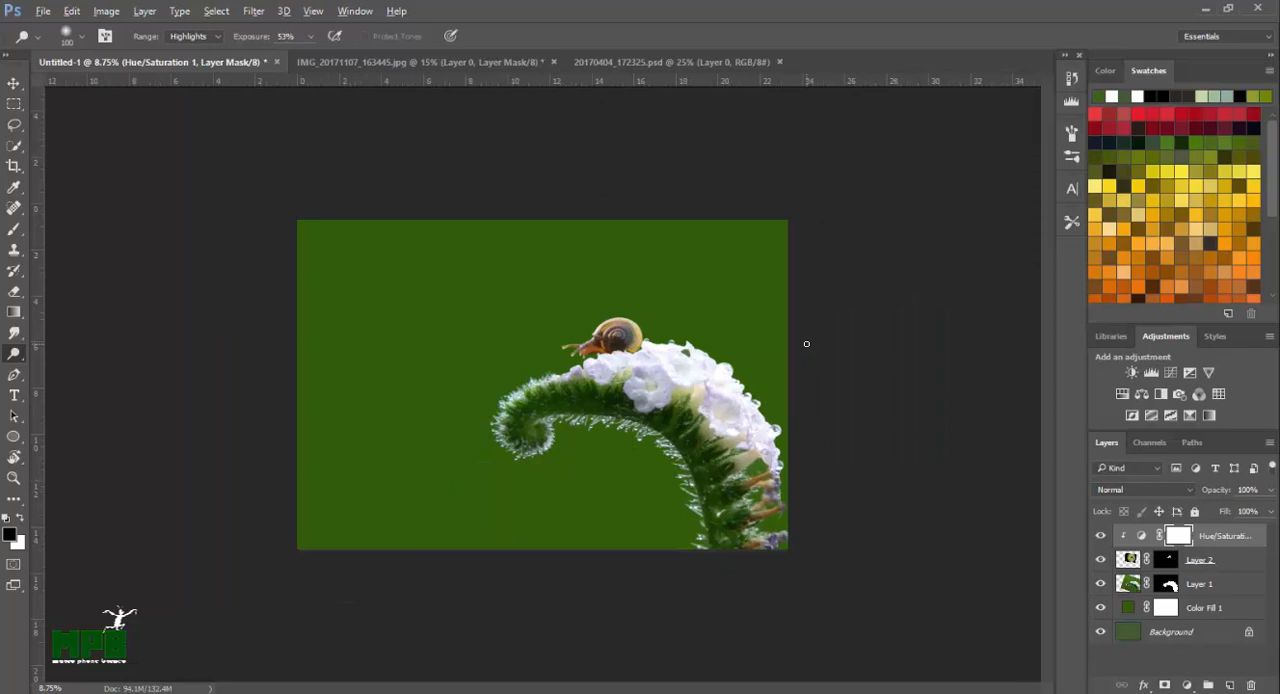 Ps File Edit Image Layer Type Select Filter 3D View Window Help
100 Range: Highlights Exposure: 53% Protect Tones Essentials
Untitled-1 @ 8.75% (Hue/Saturation 1, Layer Mask/8) * × IMG_20171107_163445.jpg @ 15% (Layer 0, Layer Mask/8) * × 20170404_172325.psd @ 25% (Layer 0, RGB/8#) ×
Color Swatches
Libraries Adjustments Styles
Add an adjustment
Layers Channels Paths
Kind
Normal Opacity: 100%
Lock: Fill: 100%
Hue/Saturati...
Layer 2
Layer 1
Color Fill 1
Background
MPB
8.75% Doc: 94.1M/132.4M